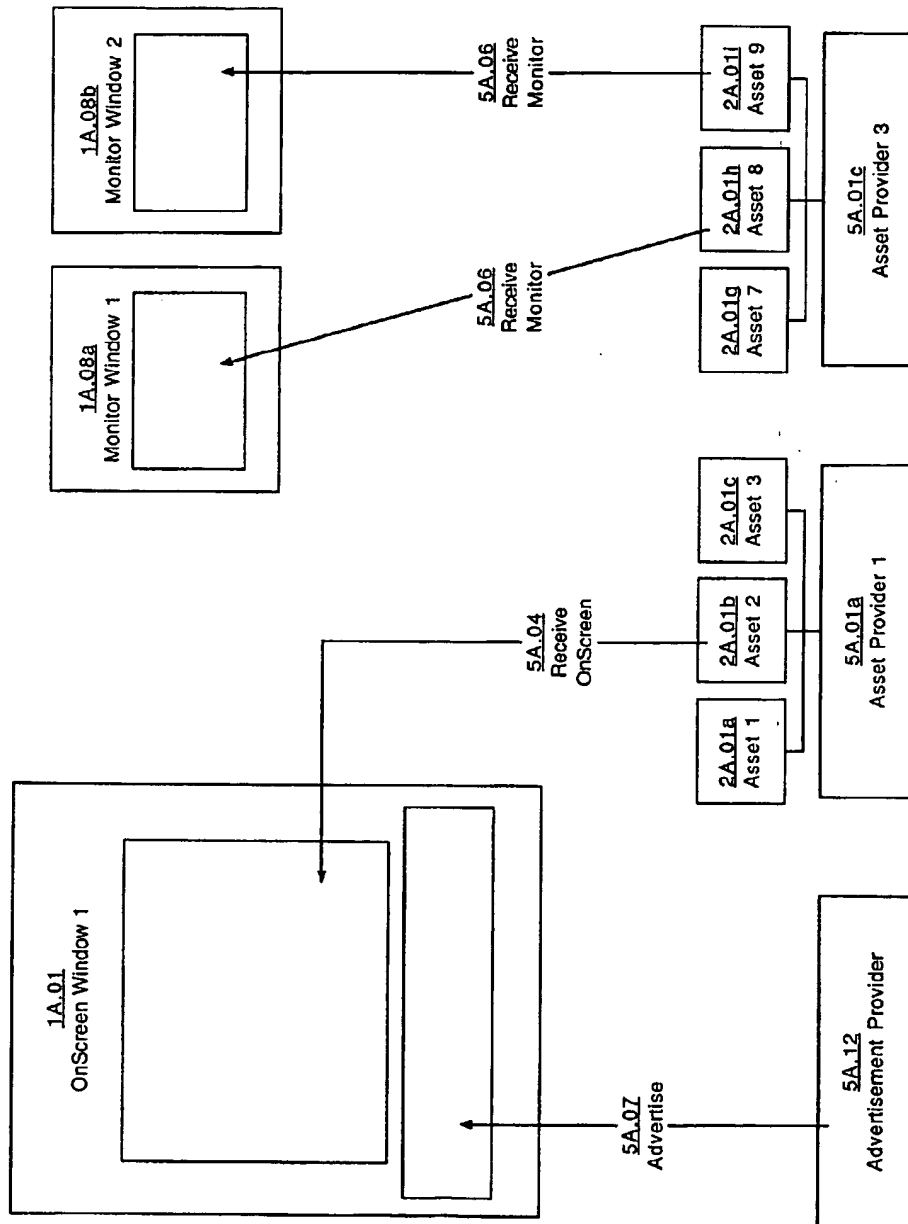 1A.01
OnScreen Window 1
1A.08a
Monitor Window 1
1A.08b
Monitor Window 2
5A.07
Advertise
5A.04
Receive
OnScreen
5A.06
Receive
Monitor
5A.06
Receive
Monitor
2A.01a
Asset 1
2A.01b
Asset 2
2A.01c
Asset 3
2A.01g
Asset 7
2A.01h
Asset 8
2A.01i
Asset 9
5A.12
Advertisement Provider
5A.01a
Asset Provider 1
5A.01c
Asset Provider 3